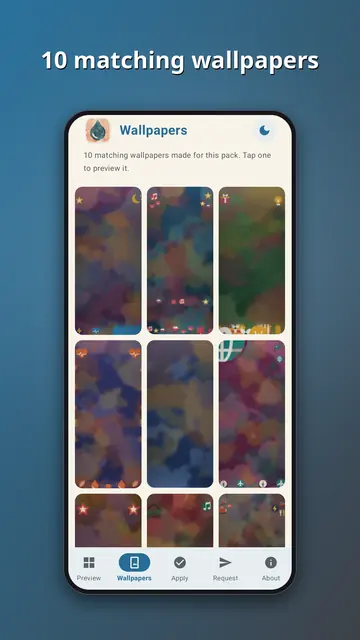 10 matching wallpapers
Wallpapers
10 matching wallpapers made for this pack. Tap one
to preview it.
Preview
Wallpapers
Apply
Request
About